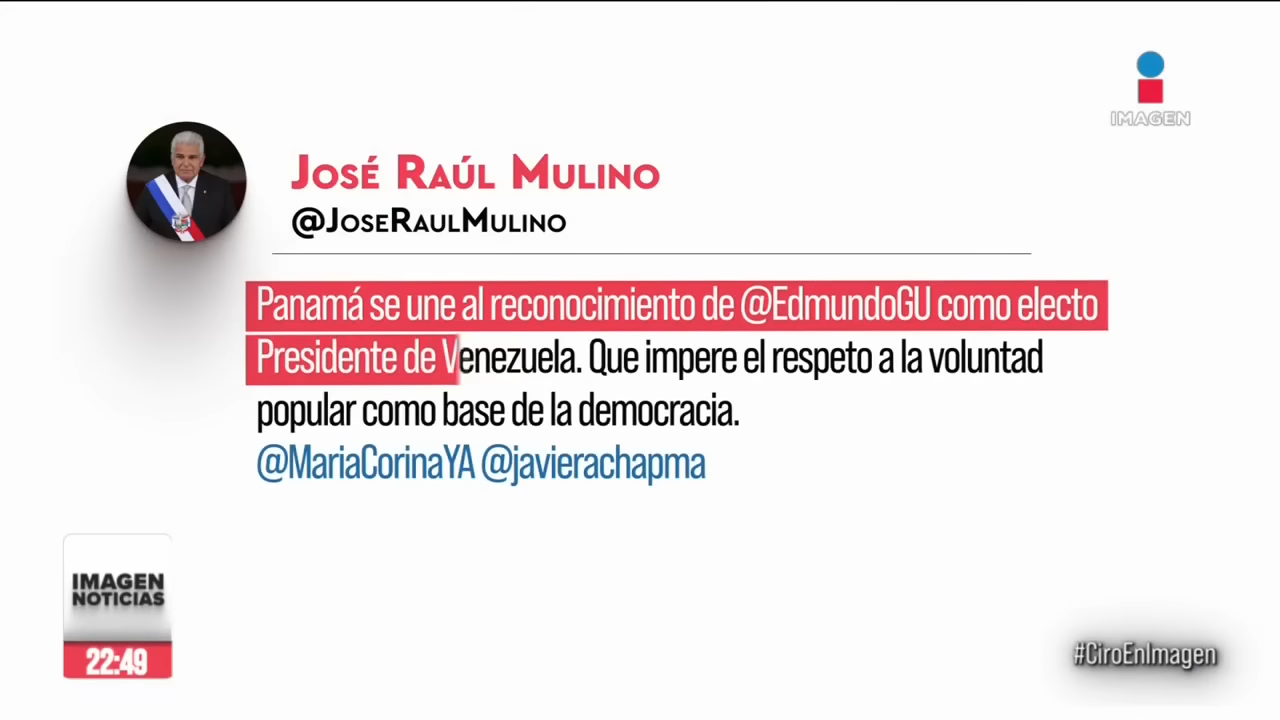 IMAGEN
José Raúl Mulino
@JoseRaulMulino
Panamá se une al reconocimiento de @EdmundoGU como electo
Presidente de Venezuela. Que impere el respeto a la voluntad
popular como base de la democracia.
@MariaCorinaYA @javierachapma
IMAGEN
NOTICIAS
22:49
#CiroEnImagen